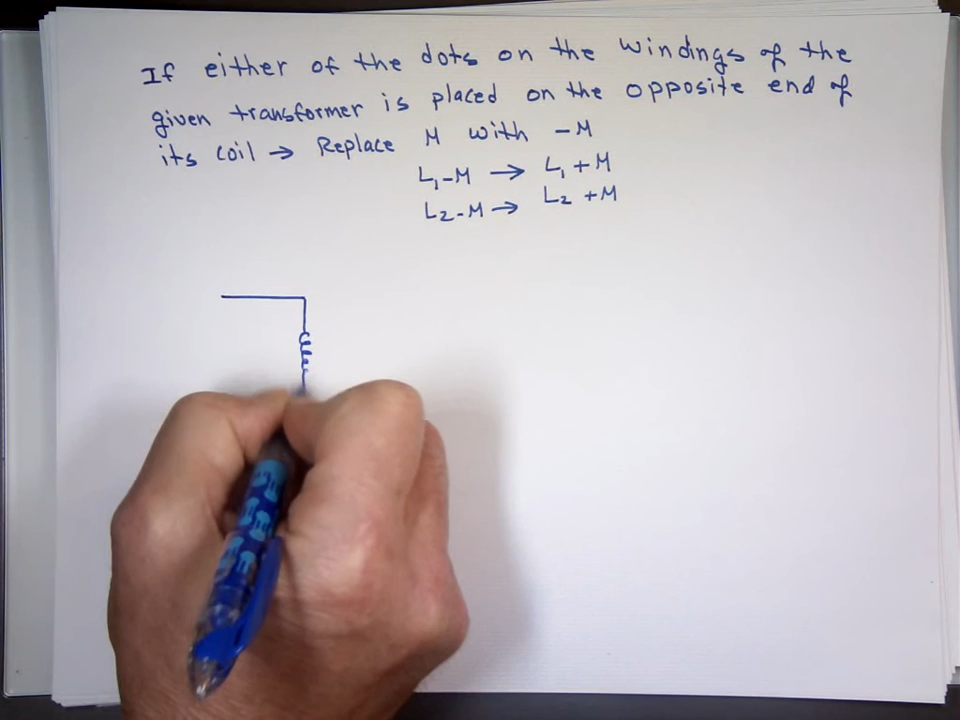 If either of the dots on the windings of the
given transformer is placed on the opposite end of
its coil → Replace M with -M
L₁-M → L₁+M
L₂-M → L₂+M